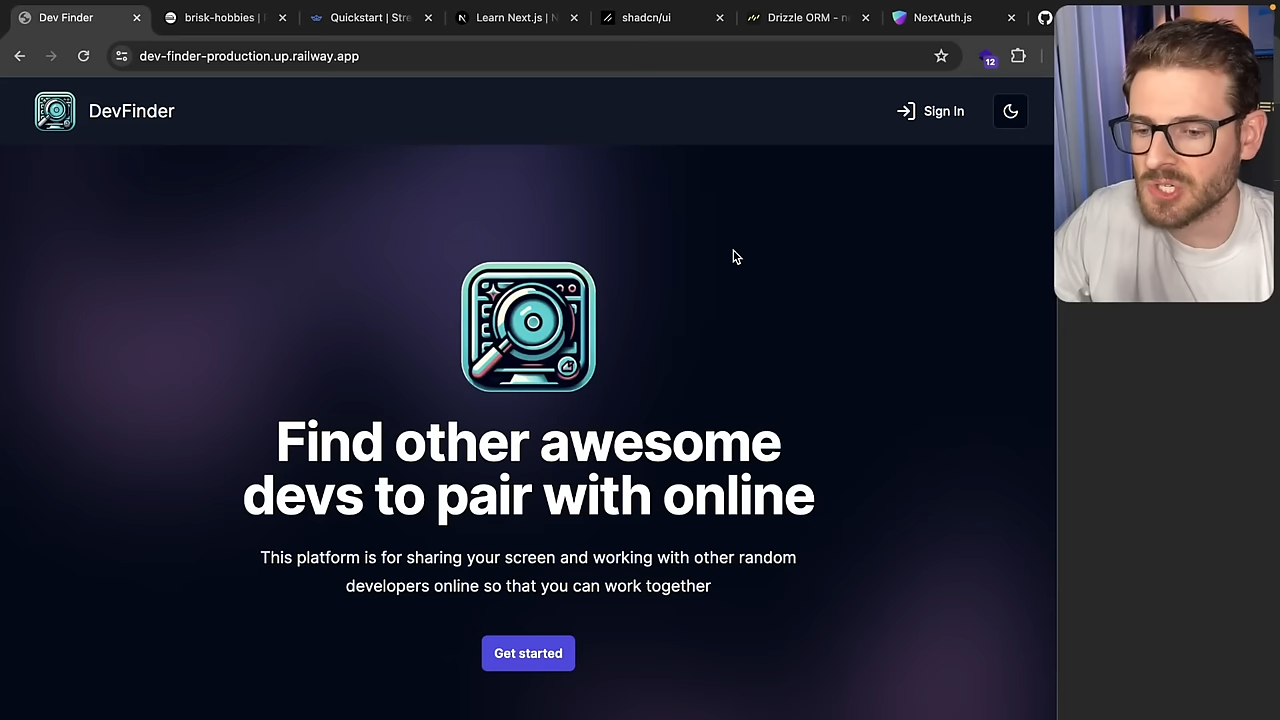 Dev Finder
brisk-hobbies |
Quickstart | Stre
Learn Next.js | N
shadcn/ui
Drizzle ORM - ne
NextAuth.js
dev-finder-production.up.railway.app
12
DevFinder
Sign In
Find other awesome
devs to pair with online
This platform is for sharing your screen and working with other random
developers online so that you can work together
Get started